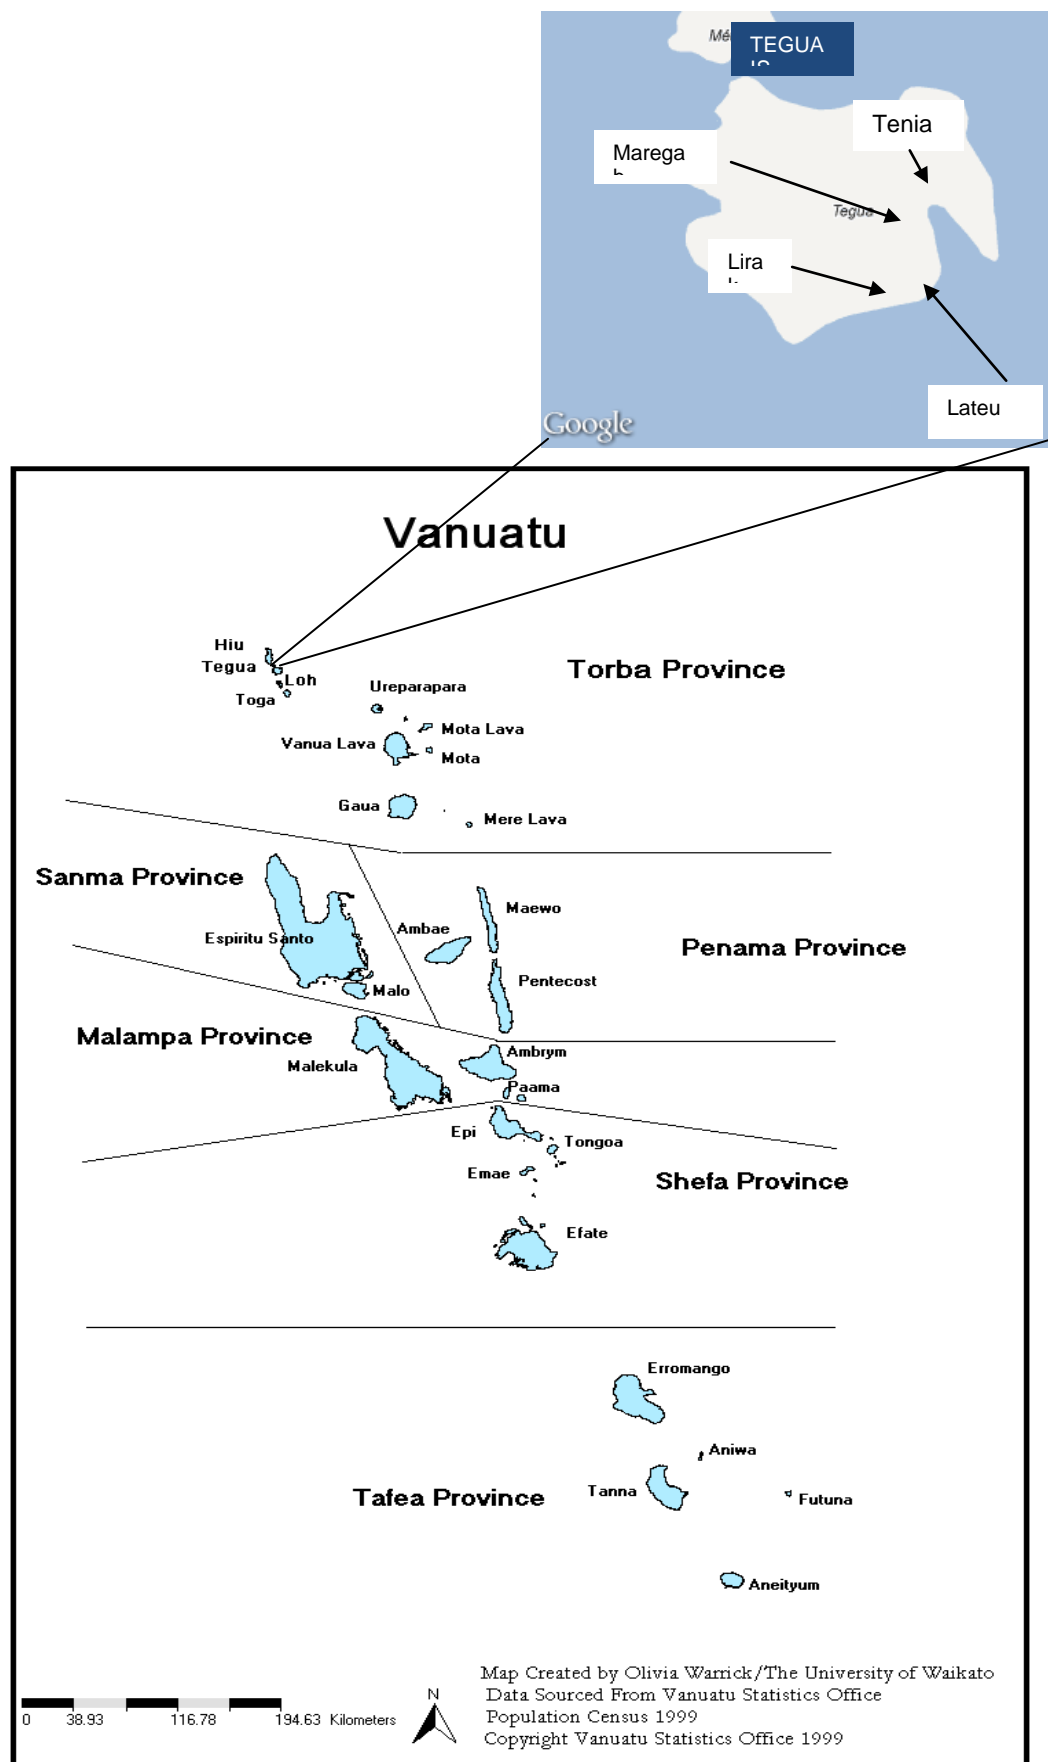 TEGUA
Tenia
Marega
Tegua
Lira
Lateu
Google
Vanuatu
Hiu
Tegua
Loh
Toga
Torba Province
Ureparapara
Mota Lava
Vanua Lava
Mota
Gaua
Mere Lava
Sanma Province
Maewo
Ambae
Espiritu Santo
Penama Province
Pentecost
Malo
Malampa Province
Ambrym
Malekula
Paama
Epi
Tongoa
Emae
Shefa Province
Efate
Erromango
Aniwa
Tanna
Tafea Province
Futuna
Aneityum
Map Created by Olivia Warrick/The University of Waikato
Data Sourced From Vanuatu Statistics Office
Population Census 1999
Copyright Vanuatu Statistics Office 1999
N
0 38.93 116.78 194.63 Kilometers